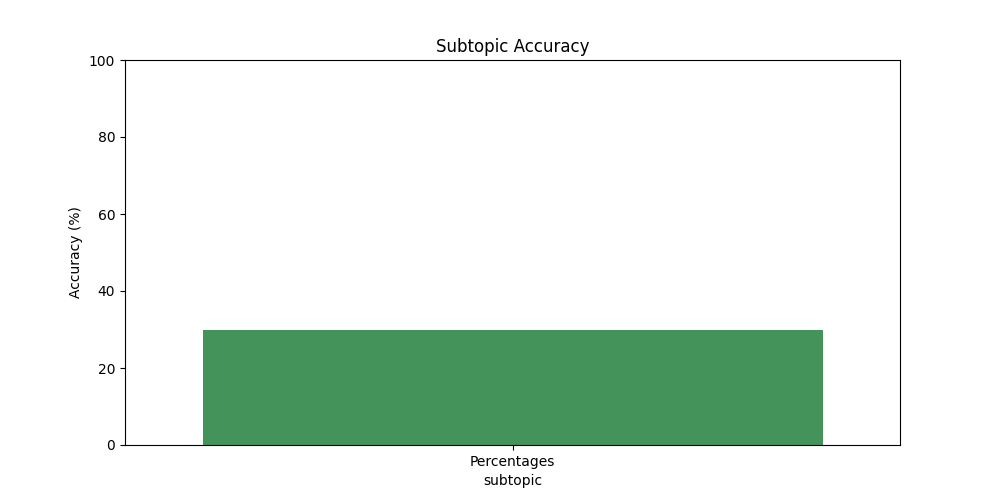 Subtopic Accuracy
100
80
60
40
20
0
Accuracy (%)
Percentages
subtopic